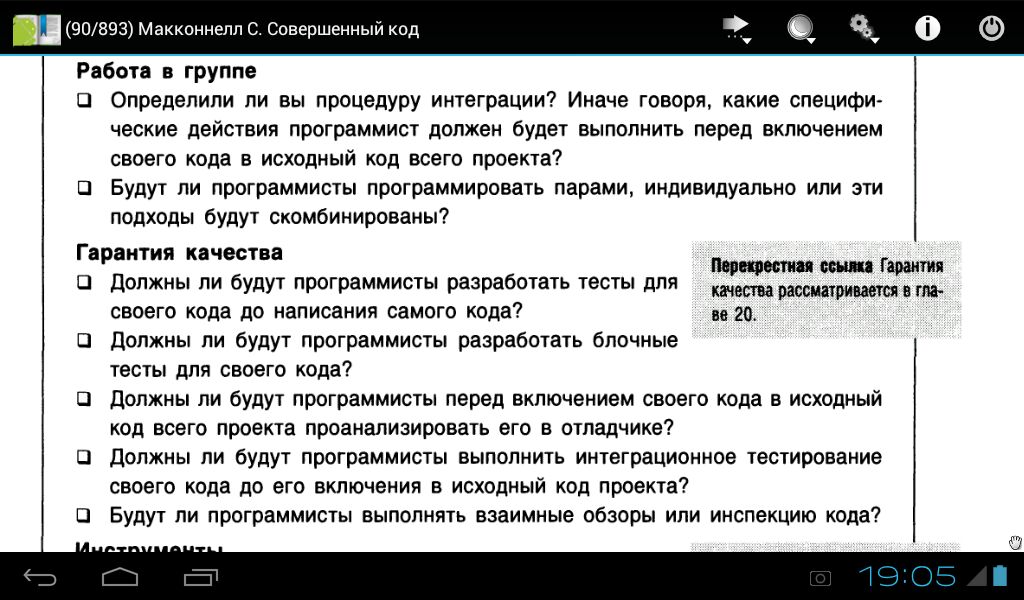 (90/893) Макконнелл С. Совершенный код
Работа в группе
❑ Определили ли вы процедуру интеграции? Иначе говоря, какие специфи-
ческие действия программист должен будет выполнить перед включением
своего кода в исходный код всего проекта?
❑ Будут ли программисты программировать парами, индивидуально или эти
подходы будут скомбинированы?
Гарантия качества
❑ Должны ли будут программисты разработать тесты для
своего кода до написания самого кода?
❑ Должны ли будут программисты разработать блочные
тесты для своего кода?
❑ Должны ли будут программисты перед включением своего кода в исходный
код всего проекта проанализировать его в отладчике?
❑ Должны ли будут программисты выполнить интеграционное тестирование
своего кода до его включения в исходный код проекта?
❑ Будут ли программисты выполнять взаимные обзоры или инспекцию кода?
Перекрестная ссылка Гарантия
качества рассматривается в гла-
ве 20.
Инструменты
19:05